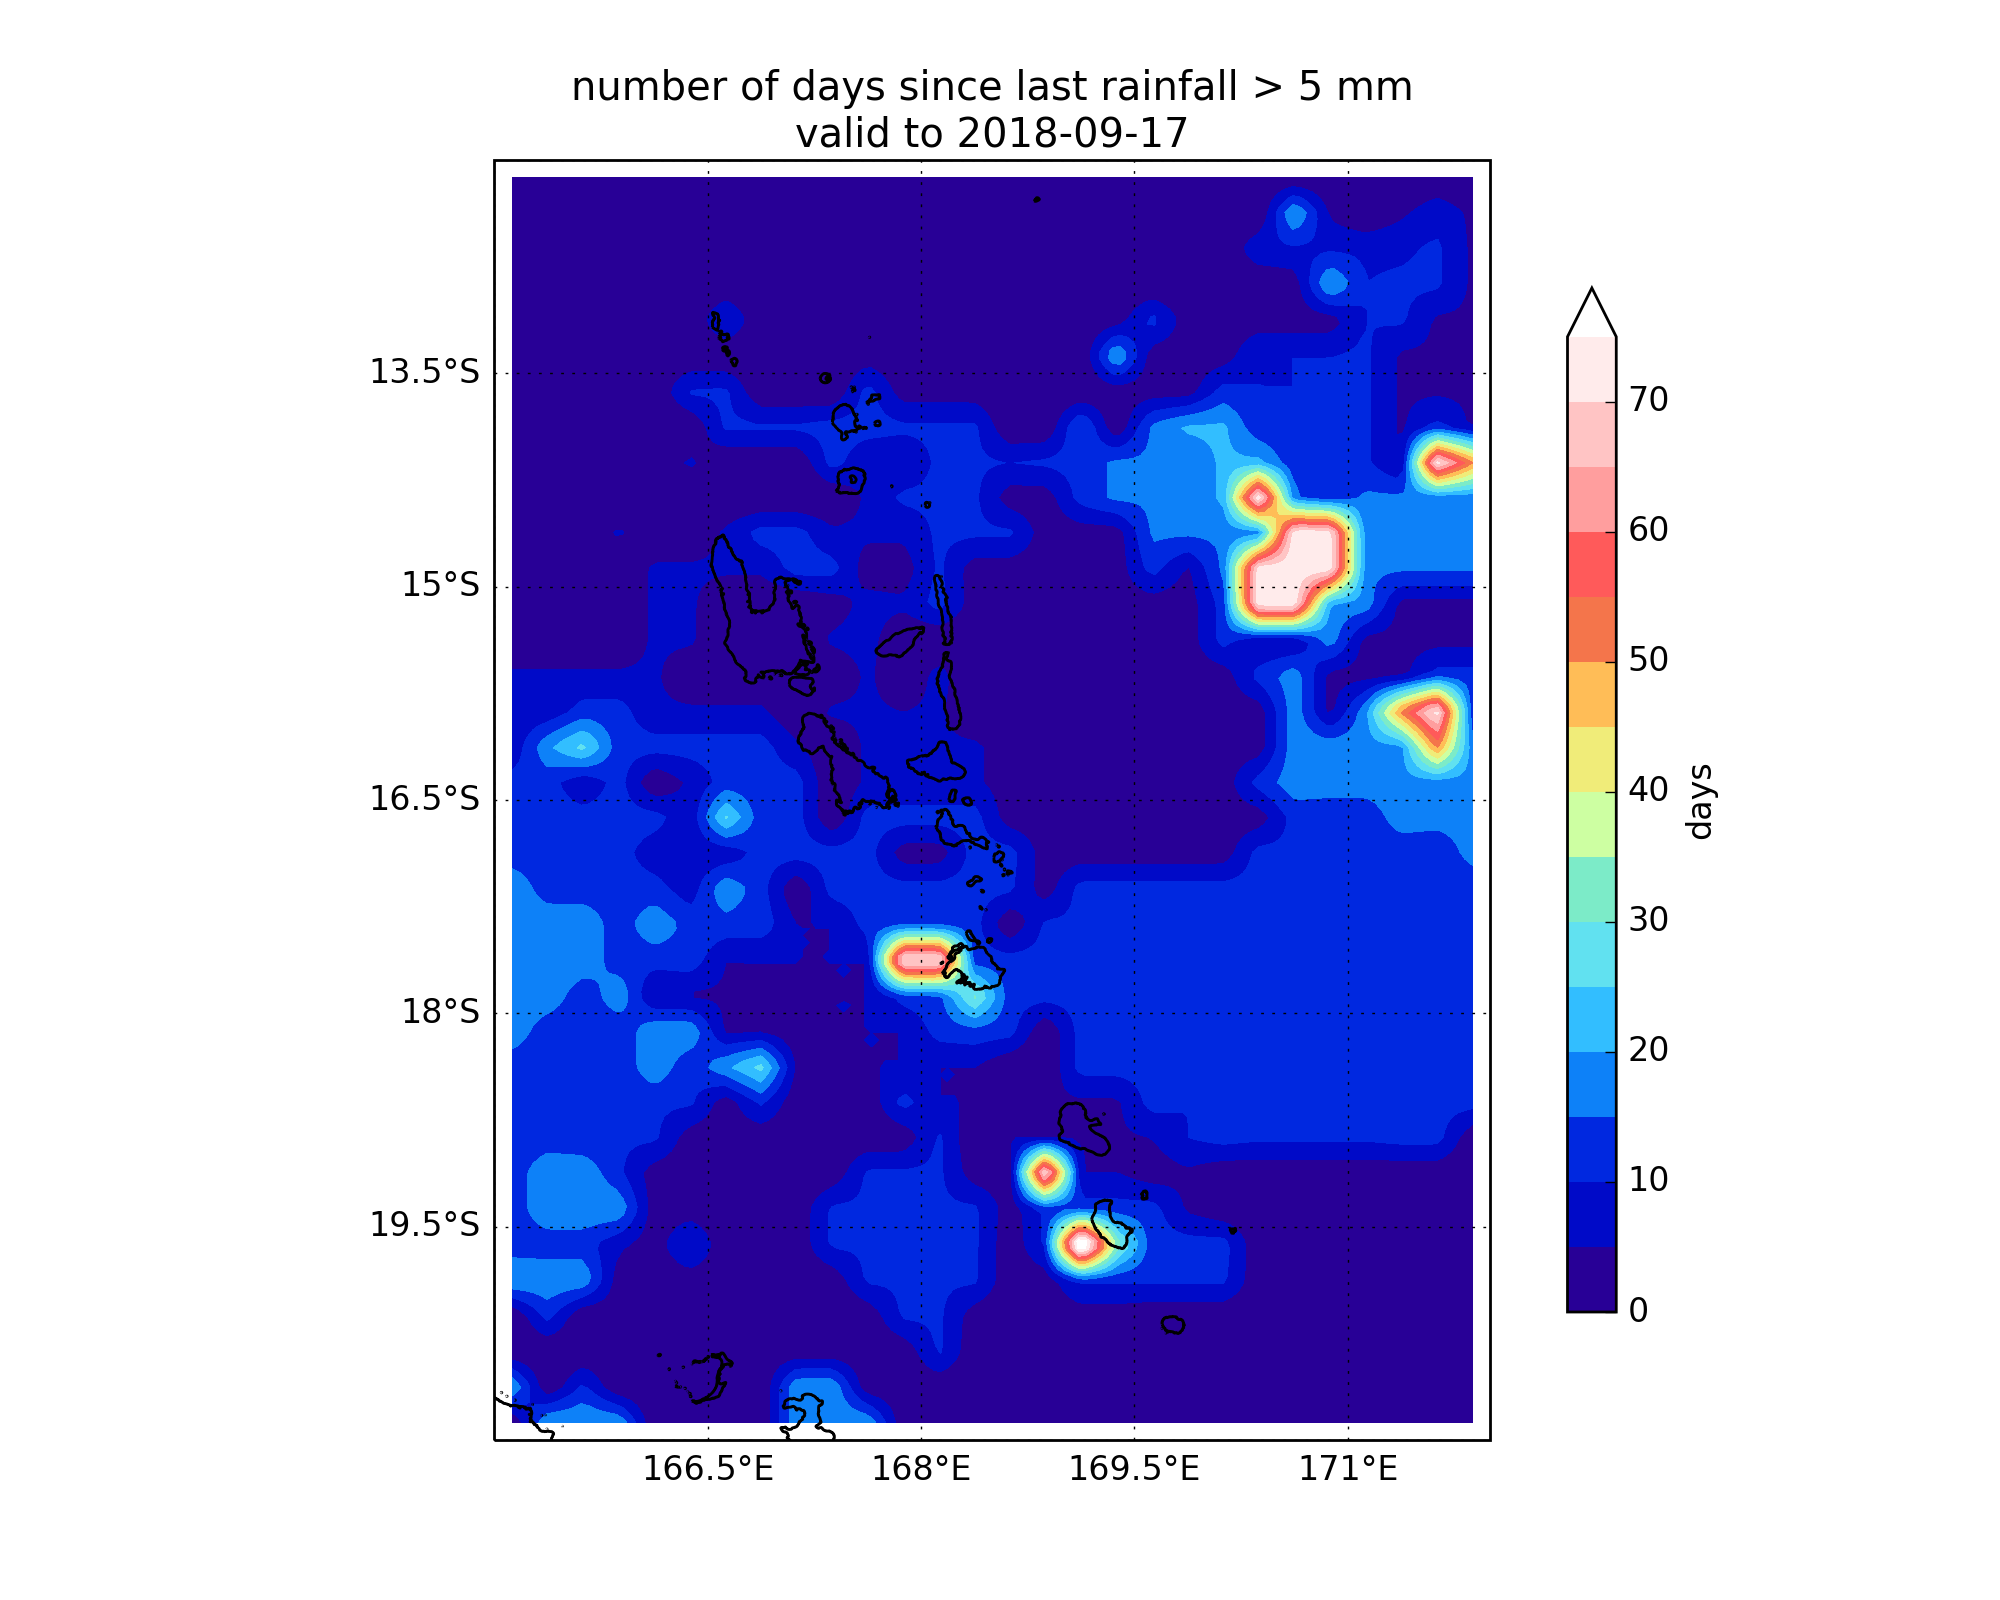 number of days since last rainfall > 5 mm
valid to 2018-09-17
13.5°S
15°S
16.5°S
18°S
19.5°S
166.5°E
168°E
169.5°E
171°E
70
60
50
40
30
20
10
0
days